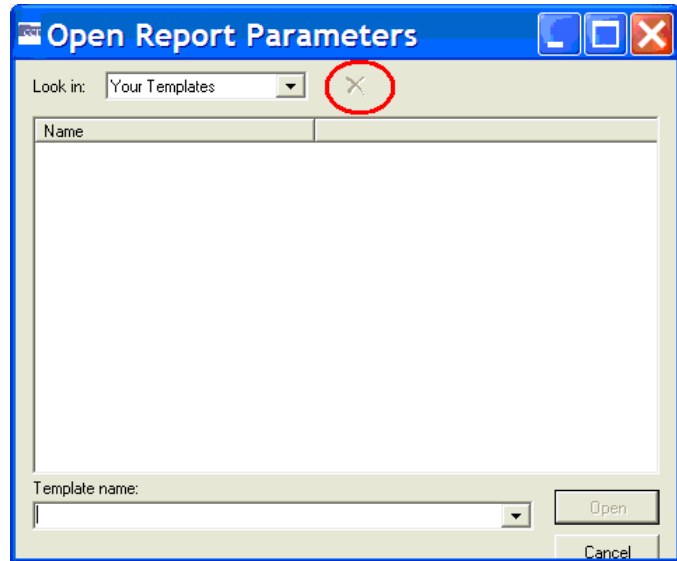 Open Report Parameters
Look in: Your Templates
Name
Template name:
Open
Cancel